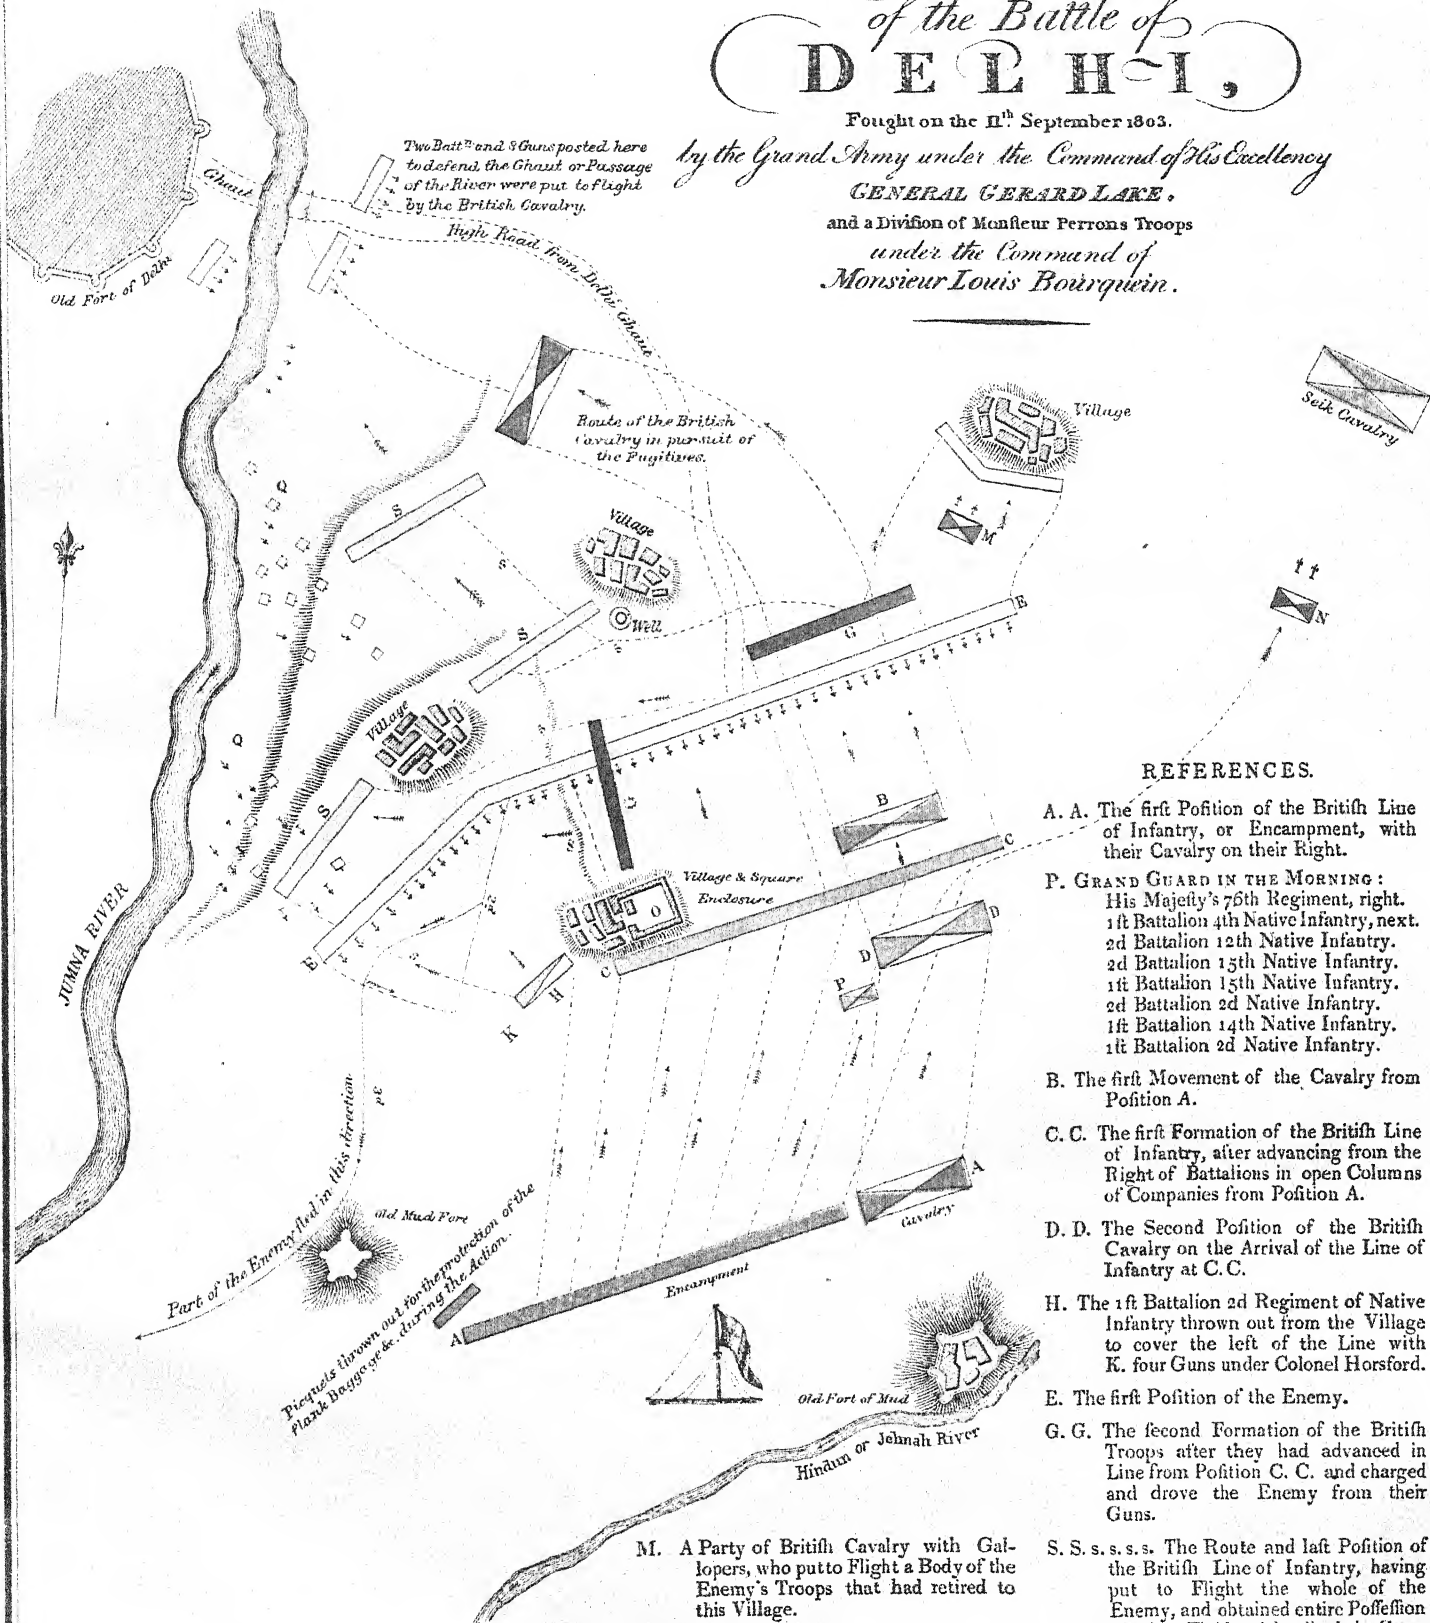 of the Battle of
DELHI,
Fought on the 11th. September 1803.
by the Grand Army under the Command of His Excellency
GENERAL GERARD LAKE,
and a Divifion of Monfieur Perrons Troops
under the Command of
Monsieur Louis Bourquein.
Two Battns. and 8 Guns posted here
to defend the Ghaut or Passage
of the River were put to flight
by the British Cavalry.
Ghaut
High Road from Delhi Ghaut
Old Fort of Delhi
Route of the British
Cavalry in pursuit of
the Fugitives.
Village
Seik Cavalry
M
N
S
s
Village
Well
S
s
G
E
Village
S
Q
Q
B
C
S
E
2d
Village & Square
Enclosure
O
C
D
D
P
H
K
JUMNA RIVER
3d
Part of the Enemy fled in this direction
Old Mud Fort
Picquets thrown out for the protection of the
Flank Baggage &c. during the Action.
A
Encampment
Cavalry
A
Old Fort of Mud
Hindun or Jehnah River
REFERENCES.
A. A. The firſt Poſition of the Britiſh Line
of Infantry, or Encampment, with
their Cavalry on their Right.
P. GRAND GUARD IN THE MORNING:
His Majeſty's 76th Regiment, right.
1ſt Battalion 4th Native Infantry, next.
2d Battalion 12th Native Infantry.
2d Battalion 15th Native Infantry.
1ſt Battalion 15th Native Infantry.
2d Battalion 2d Native Infantry.
1ſt Battalion 14th Native Infantry.
1ſt Battalion 2d Native Infantry.
B. The firſt Movement of the Cavalry from
Poſition A.
C. C. The firſt Formation of the Britiſh Line
of Infantry, after advancing from the
Right of Battalions in open Columns
of Companies from Poſition A.
D. D. The Second Poſition of the Britiſh
Cavalry on the Arrival of the Line of
Infantry at C. C.
H. The 1ſt Battalion 2d Regiment of Native
Infantry thrown out from the Village
to cover the left of the Line with
K. four Guns under Colonel Horsford.
E. The firſt Poſition of the Enemy.
G. G. The ſecond Formation of the Britiſh
Troops after they had advanced in
Line from Poſition C. C. and charged
and drove the Enemy from their
Guns.
M. A Party of Britiſh Cavalry with Gal-
lopers, who put to Flight a Body of the
Enemy's Troops that had retired to
this Village.
S. S. s. s. s. s. The Route and laſt Poſition of
the Britiſh Line of Infantry, having
put to Flight the whole of the
Enemy, and obtained entire Poſſeſſion